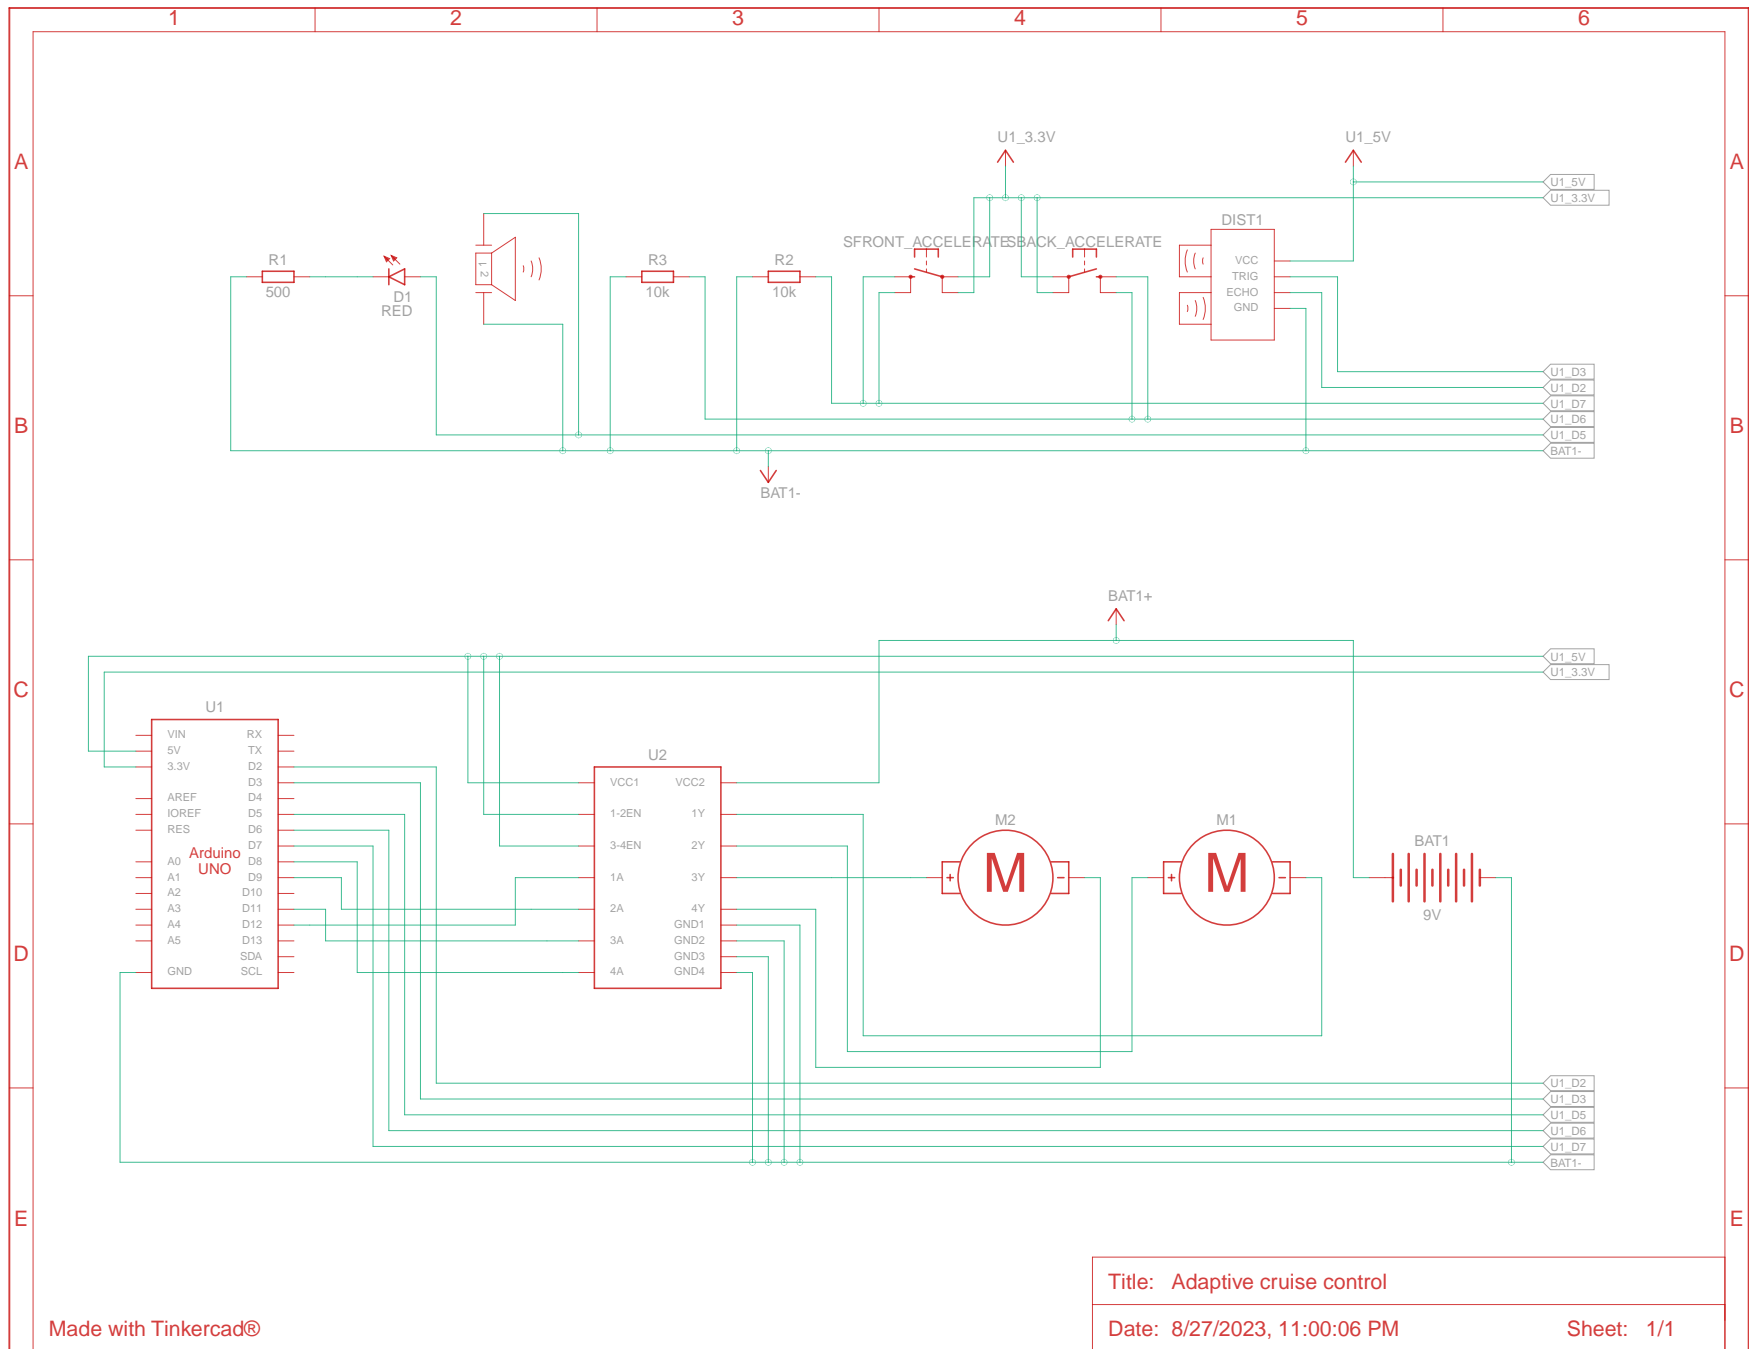 1 2 3 4 5 6
A A
U1_3.3V U1_5V
U1_5V
U1_3.3V
DIST1
SFRONT_ACCELERATE SBACK_ACCELERATE
R1 R3 R2
500 10k 10k
D1
RED
1 2
VCC
TRIG
ECHO
GND
U1_D3
U1_D2
U1_D7
U1_D6
U1_D5
BAT1-
B B
BAT1-
BAT1+
U1_5V
U1_3.3V
C C
U1
VIN RX
5V TX
3.3V D2
D3
AREF D4
IOREF D5
RES D6
D7
Arduino
UNO
A0 D8
A1 D9
A2 D10
A3 D11
A4 D12
A5 D13
SDA
GND SCL
U2
VCC1 VCC2
1-2EN 1Y
3-4EN 2Y
1A 3Y
2A 4Y
GND1
3A GND2
GND3
4A GND4
M2 M1
+ M - + M -
BAT1
9V
D D
U1_D2
U1_D3
U1_D5
U1_D6
U1_D7
BAT1-
E E
Title: Adaptive cruise control
Made with Tinkercad®
Date: 8/27/2023, 11:00:06 PM Sheet: 1/1